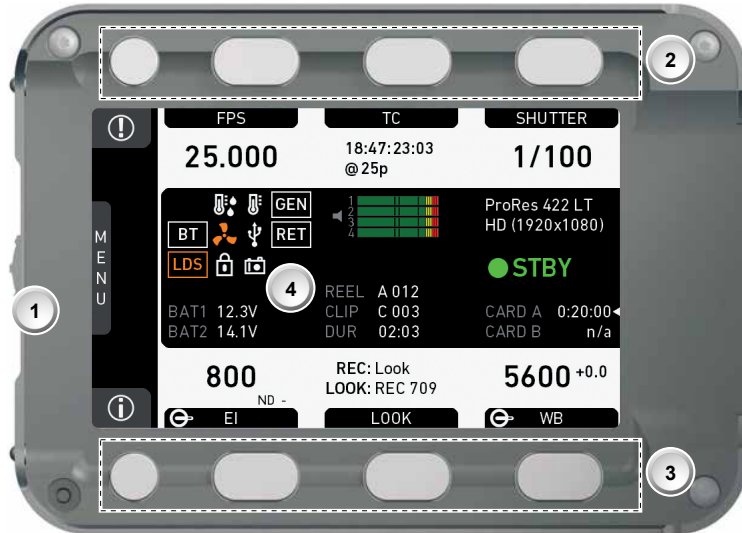 2
FPS TC SHUTTER
25.000 18:47:23:03 1/100
@ 25p
GEN 1 ProRes 422 LT
2 HD (1920x1080)
BT RET 3
4
MENU
LDS STBY
1
4
REEL A 012
BAT1 12.3V CLIP C 003 CARD A 0:20:00
BAT2 14.1V DUR 02:03 CARD B n/a
800 REC: Look 5600 +0.0
LOOK: REC 709
ND -
EI LOOK WB
3